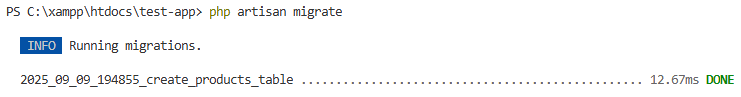 PS C:\xampp\htdocs\test-app> php artisan migrate
INFO Running migrations.
2025_09_09_194855_create_products_table ................................................. 12.67ms DONE